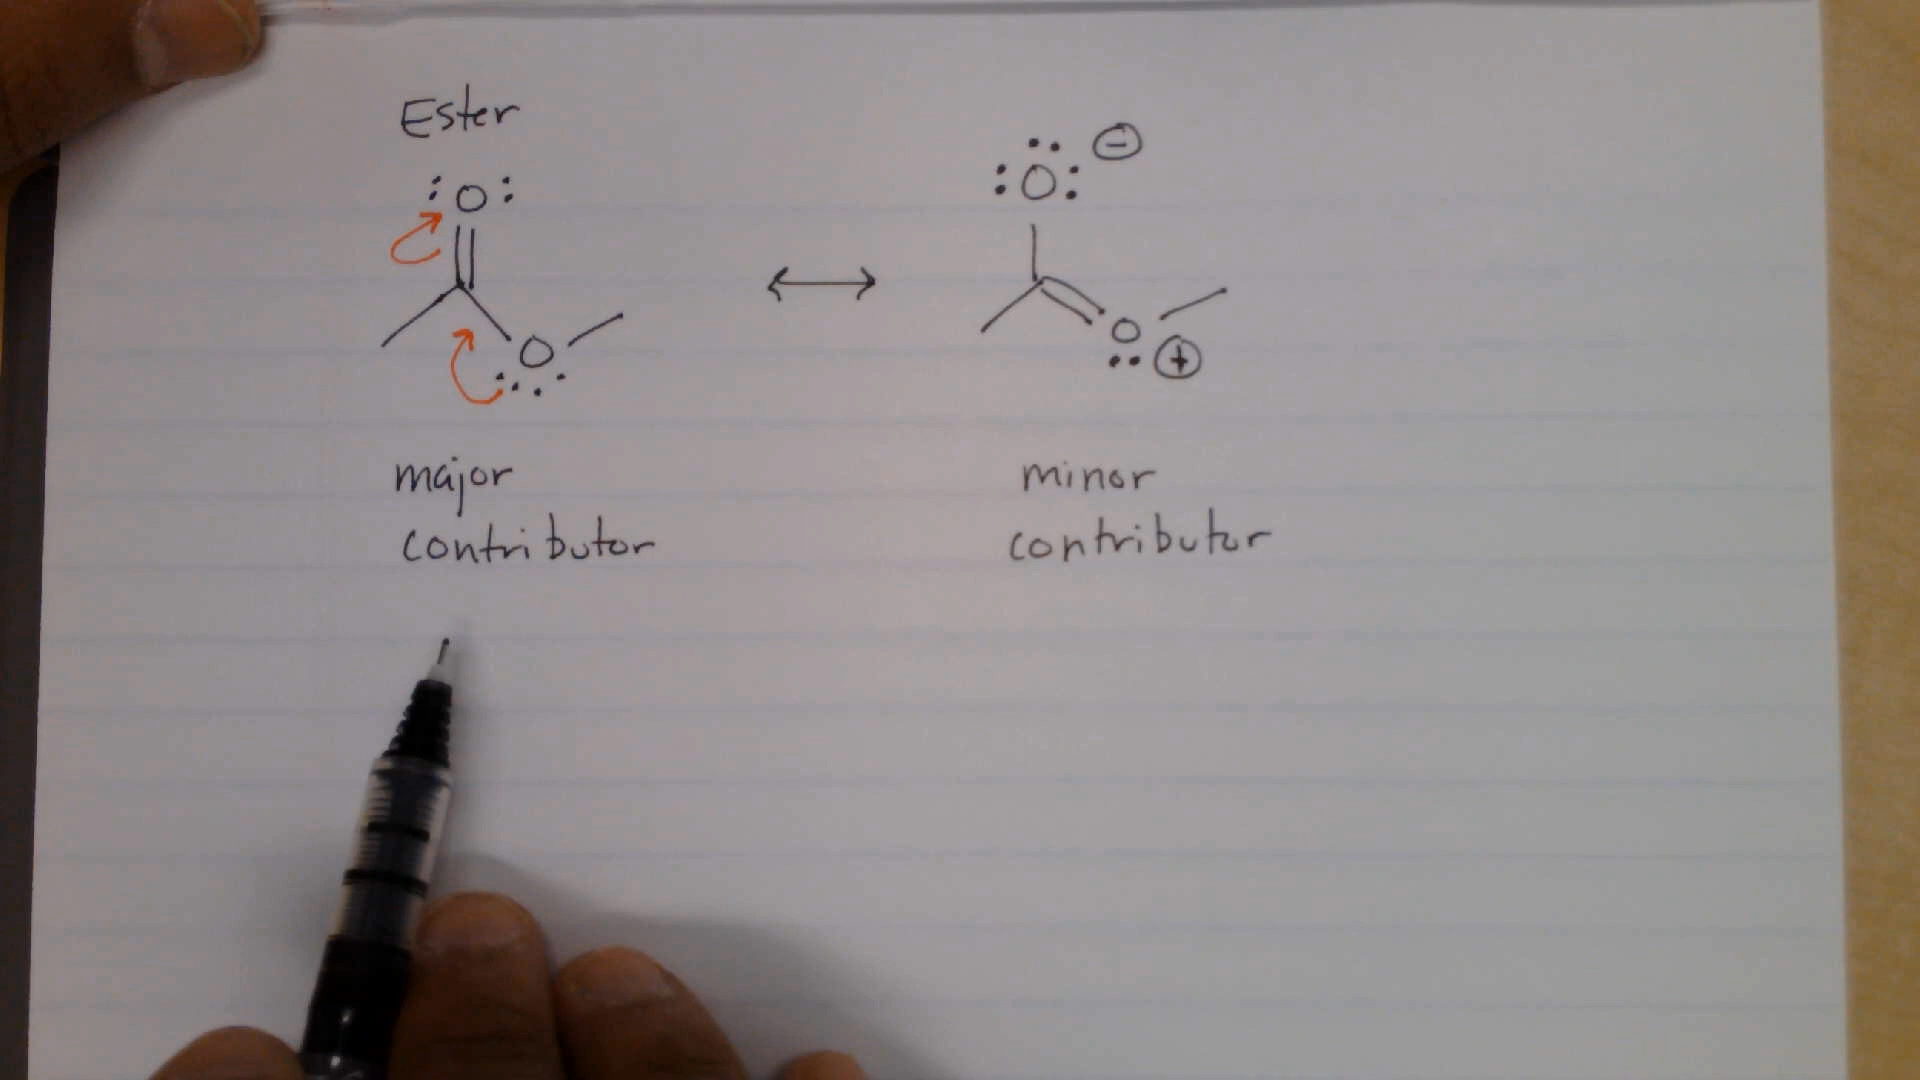 Ester
:O: :O: ⊖
O O ⊕
major minor
contributor contributor